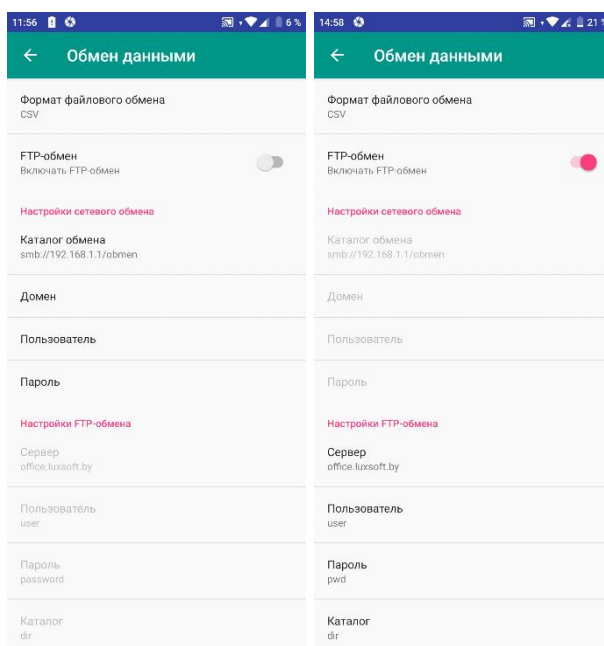 11:56
6 %
Обмен данными
Формат файлового обмена
CSV
FTP-обмен
Включать FTP-обмен
Настройки сетевого обмена
Каталог обмена
smb://192.168.1.1/obmen
Домен
Пользователь
Пароль
Настройки FTP-обмена
Сервер
office.luxsoft.by
Пользователь
user
Пароль
password
Каталог
dir
14:58
21 %
Обмен данными
Формат файлового обмена
CSV
FTP-обмен
Включать FTP-обмен
Настройки сетевого обмена
Каталог обмена
smb://192.168.1.1/obmen
Домен
Пользователь
Пароль
Настройки FTP-обмена
Сервер
office.luxsoft.by
Пользователь
user
Пароль
pwd
Каталог
dir